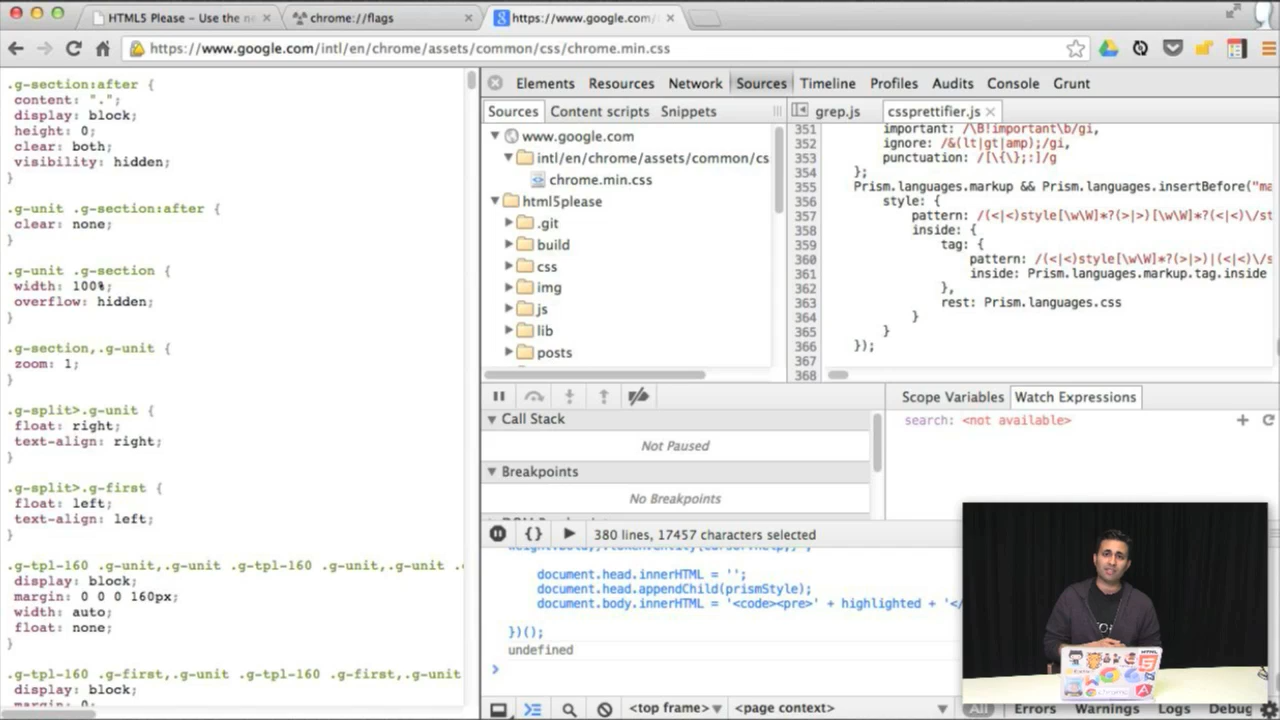 HTML5 Please - Use the ne
chrome://flags
https://www.google.com/
https://www.google.com/intl/en/chrome/assets/common/css/chrome.min.css
.g-section:after {
content: ".";
display: block;
height: 0;
clear: both;
visibility: hidden;
}
.g-unit .g-section:after {
clear: none;
}
.g-unit .g-section {
width: 100%;
overflow: hidden;
}
.g-section,.g-unit {
zoom: 1;
}
.g-split>.g-unit {
float: right;
text-align: right;
}
.g-split>.g-first {
float: left;
text-align: left;
}
.g-tpl-160 .g-unit,.g-unit .g-tpl-160 .g-unit,.g-unit .
display: block;
margin: 0 0 0 160px;
width: auto;
float: none;
}
.g-tpl-160 .g-first,.g-unit .g-tpl-160 .g-first,.g-unit
display: block;
margin: 0;
Elements Resources Network Sources Timeline Profiles Audits Console Grunt
Sources Content scripts Snippets
www.google.com
intl/en/chrome/assets/common/cs
chrome.min.css
html5please
.git
build
css
img
js
lib
posts
grep.js cssprettifier.js
351 important: /\B!important\b/gi,
352 ignore: /&(lt|gt|amp);/gi,
353 punctuation: /[\{\};:]/g
354 };
355 Prism.languages.markup && Prism.languages.insertBefore("ma
356 style: {
357 pattern: /(<|<)style[\w\W]*?(>|>)[\w\W]*?(<|<)\/st
358 inside: {
359 tag: {
360 pattern: /(<|<)style[\w\W]*?(>|>)|(<|<)\/s
361 inside: Prism.languages.markup.tag.inside
362 },
363 rest: Prism.languages.css
364 }
365 }
366 });
367
368
Call Stack
Not Paused
Breakpoints
No Breakpoints
Scope Variables Watch Expressions
search: <not available>
{} 380 lines, 17457 characters selected
document.head.innerHTML = '';
document.head.appendChild(prismStyle);
document.body.innerHTML = '<code><pre>' + highlighted + '</
})();
undefined
>
<top frame> <page context> All Errors Warnings Logs Debug